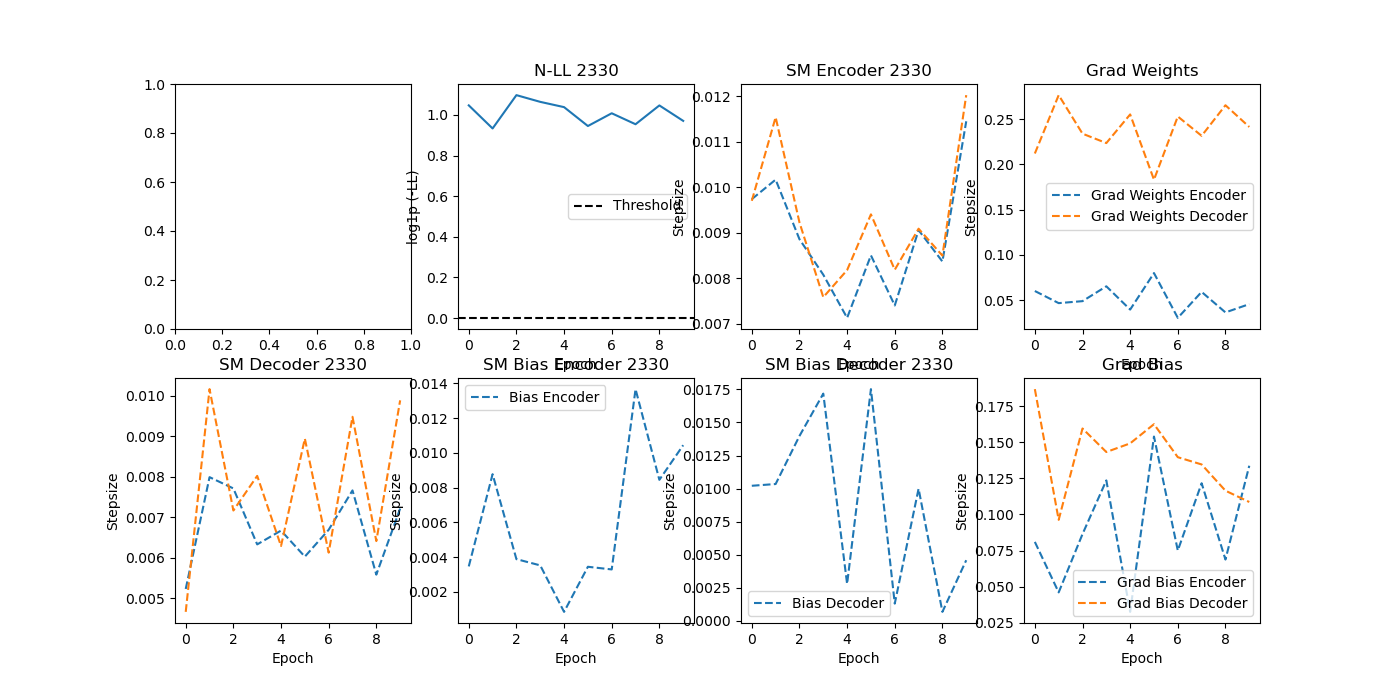 N-LL 2330
SM Encoder 2330
Grad Weights
1.0
0.8
0.6
0.4
0.2
0.0
0.0 0.2 0.4 0.6 0.8 1.0
log1p (-LL)
1.0
0.8
0.6
0.4
0.2
0.0
Threshold
0 2 4 6 8
Epoch
Stepsize
0.012
0.011
0.010
0.009
0.008
0.007
0 2 4 6 8
Epoch
Stepsize
0.25
0.20
0.15
0.10
0.05
Grad Weights Encoder
Grad Weights Decoder
0 2 4 6 8
Epoch
SM Decoder 2330
Stepsize
0.010
0.009
0.008
0.007
0.006
0.005
0 2 4 6 8
Epoch
SM Bias Encoder 2330
Stepsize
0.014
0.012
0.010
0.008
0.006
0.004
0.002
Bias Encoder
0 2 4 6 8
Epoch
SM Bias Decoder 2330
Stepsize
0.0175
0.0150
0.0125
0.0100
0.0075
0.0050
0.0025
0.0000
Bias Decoder
0 2 4 6 8
Epoch
Grad Bias
Stepsize
0.175
0.150
0.125
0.100
0.075
0.050
0.025
Grad Bias Encoder
Grad Bias Decoder
0 2 4 6 8
Epoch